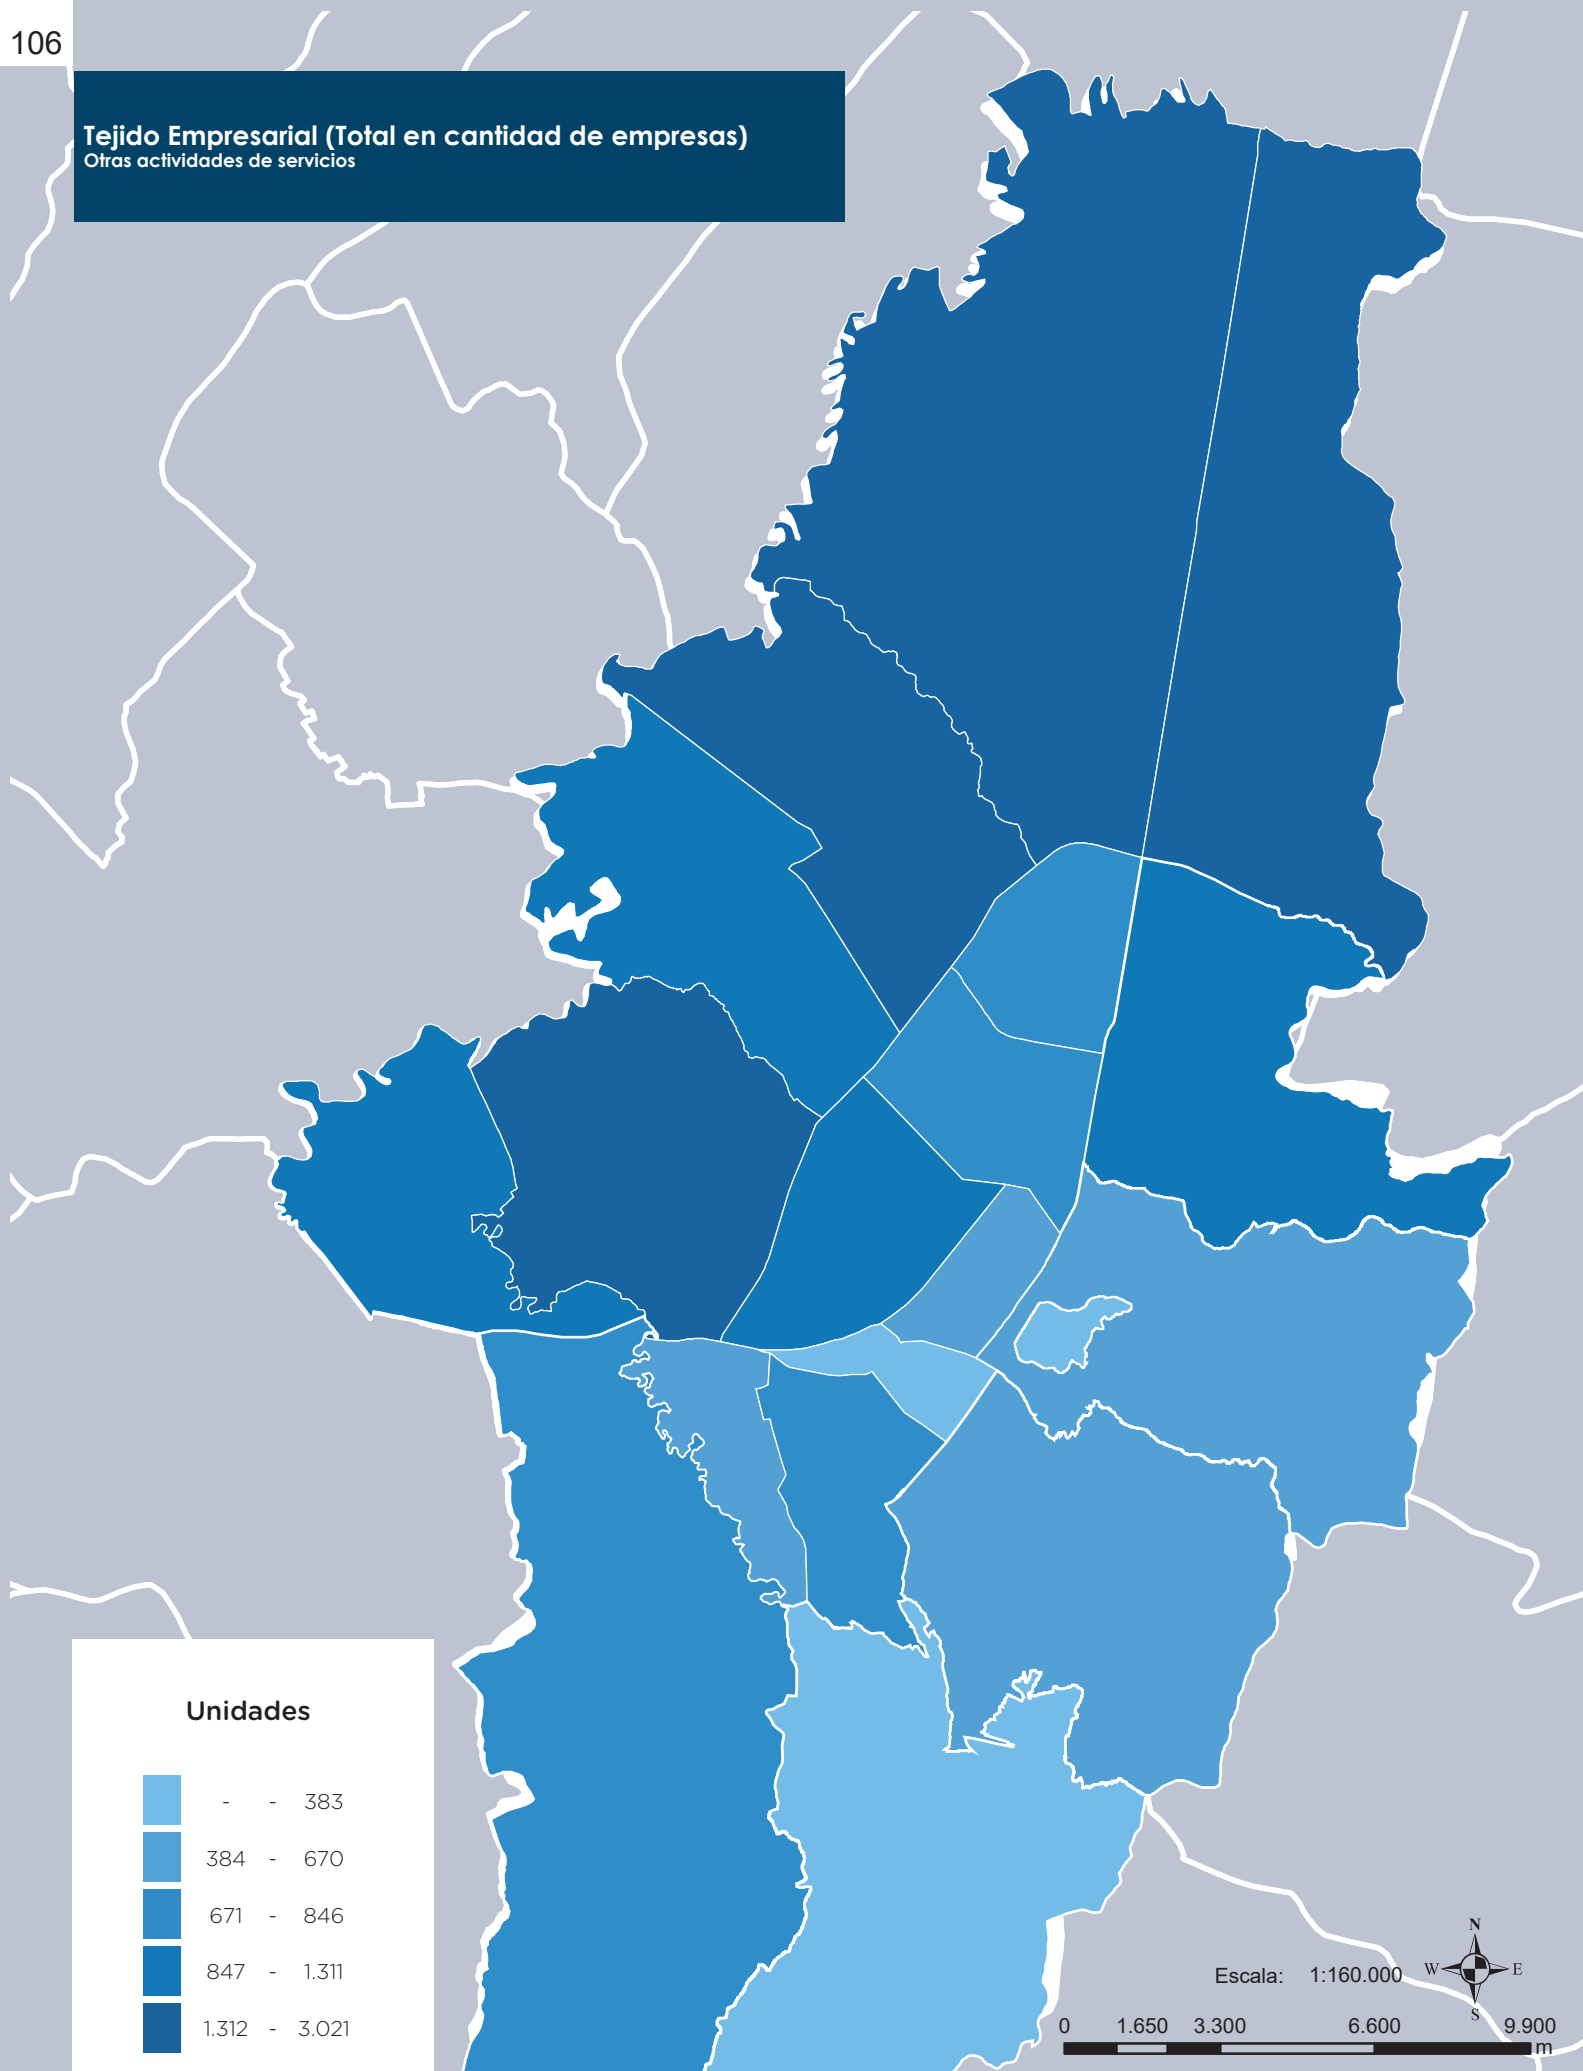 106
Tejido Empresarial (Total en cantidad de empresas)
Otras actividades de servicios
Unidades
- - 383
384 - 670
671 - 846
847 - 1.311
1.312 - 3.021
Escala: 1:160.000
N
W E
S
0 1.650 3.300 6.600 9.900
m